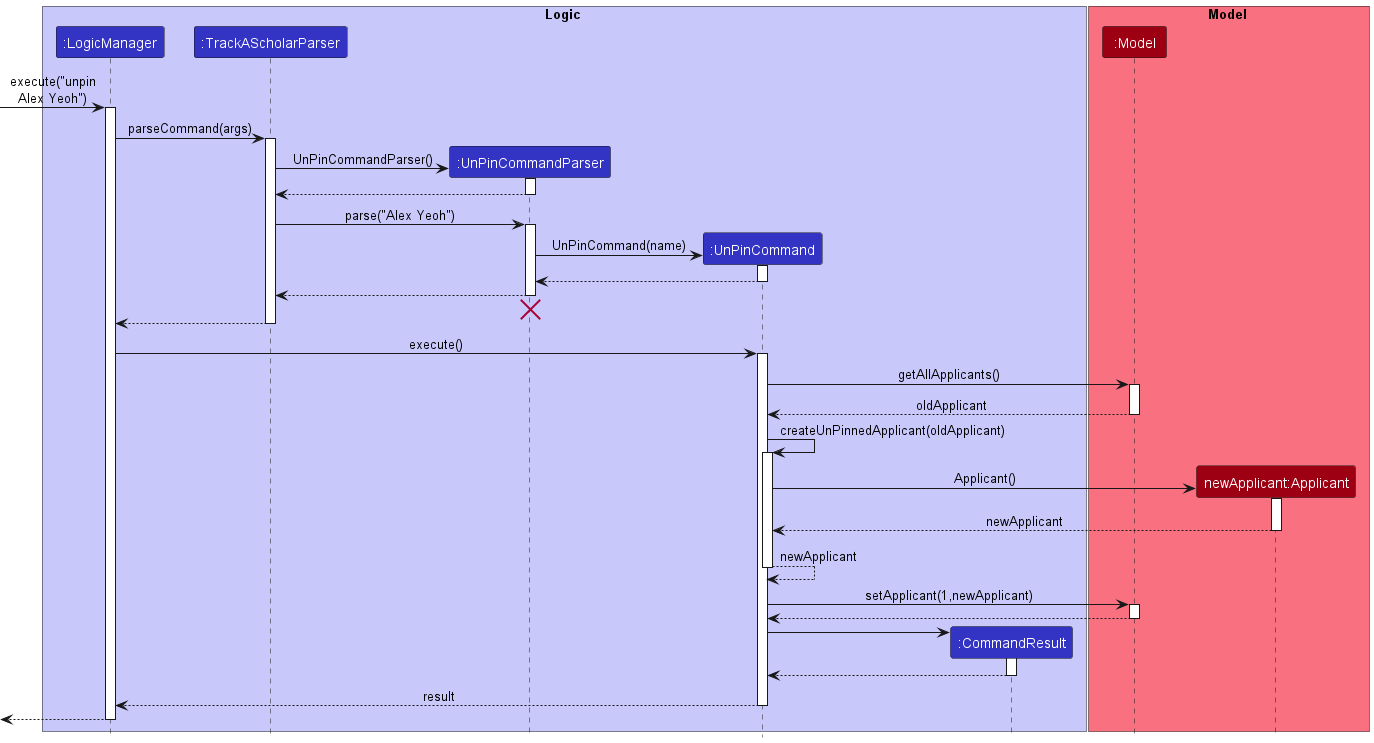 Logic
Model
:LogicManager
:TrackAScholarParser
:Model
execute("unpin
Alex Yeoh")
parseCommand(args)
UnPinCommandParser()
:UnPinCommandParser
parse("Alex Yeoh")
UnPinCommand(name)
:UnPinCommand
execute()
getAllApplicants()
oldApplicant
createUnPinnedApplicant(oldApplicant)
Applicant()
newApplicant:Applicant
newApplicant
newApplicant
setApplicant(1,newApplicant)
:CommandResult
result